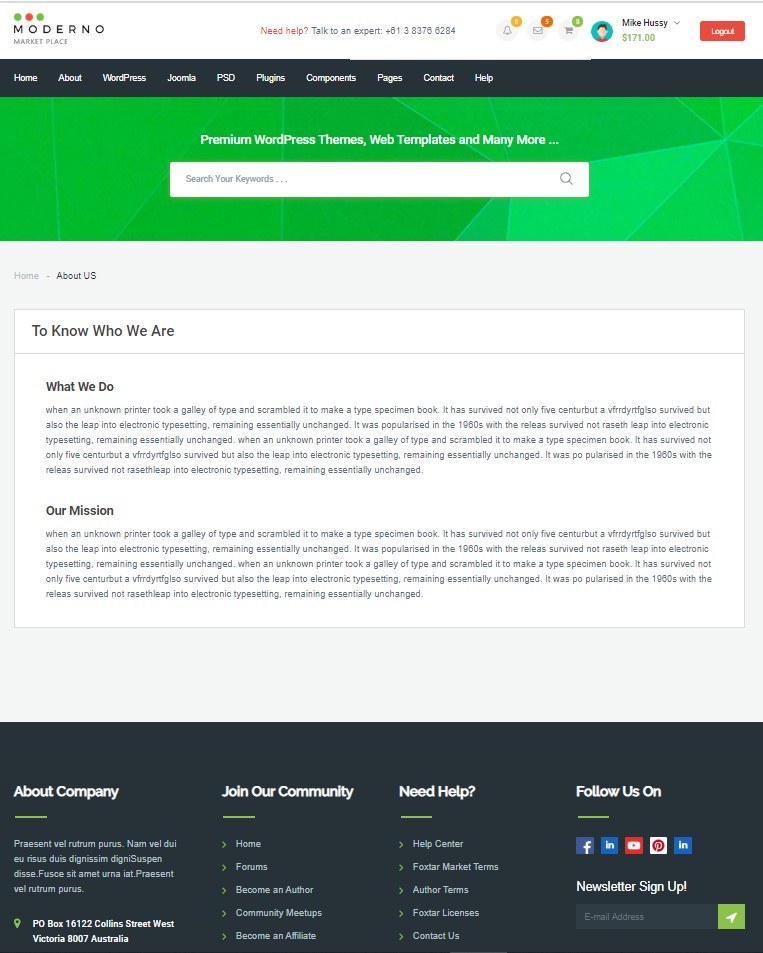 MODERNO
MARKET PLACE
Need help? Talk to an expert: +61 3 8376 6284
8
5
8
Mike Hussy
$171.00
Logout
Home About WordPress Joomla PSD Plugins Components Pages Contact Help
Premium WordPress Themes, Web Templates and Many More ...
Search Your Keywords . . .
Home - About US
To Know Who We Are
What We Do
when an unknown printer took a galley of type and scrambled it to make a type specimen book. It has survived not only five centurbut a vfrrdyrtfglso survived but
also the leap into electronic typesetting, remaining essentially unchanged. It was popularised in the 1960s with the releas survived not raseth leap into electronic
typesetting, remaining essentially unchanged. when an unknown printer took a galley of type and scrambled it to make a type specimen book. It has survived not
only five centurbut a vfrrdyrtfglso survived but also the leap into electronic typesetting, remaining essentially unchanged. It was po pularised in the 1960s with the
releas survived not rasethleap into electronic typesetting, remaining essentially unchanged.
Our Mission
when an unknown printer took a galley of type and scrambled it to make a type specimen book. It has survived not only five centurbut a vfrrdyrtfglso survived but
also the leap into electronic typesetting, remaining essentially unchanged. It was popularised in the 1960s with the releas survived not raseth leap into electronic
typesetting, remaining essentially unchanged. when an unknown printer took a galley of type and scrambled it to make a type specimen book. It has survived not
only five centurbut a vfrrdyrtfglso survived but also the leap into electronic typesetting, remaining essentially unchanged. It was po pularised in the 1960s with the
releas survived not rasethleap into electronic typesetting, remaining essentially unchanged.
About Company
Praesent vel rutrum purus. Nam vel dui
eu risus duis dignissim digniSuspen
disse.Fusce sit amet urna iat.Praesent
vel rutrum purus.
PO Box 16122 Collins Street West
Victoria 8007 Australia
Join Our Community
Home
Forums
Become an Author
Community Meetups
Become an Affiliate
Need Help?
Help Center
Foxtar Market Terms
Author Terms
Foxtar Licenses
Contact Us
Follow Us On
Newsletter Sign Up!
E-mail Address